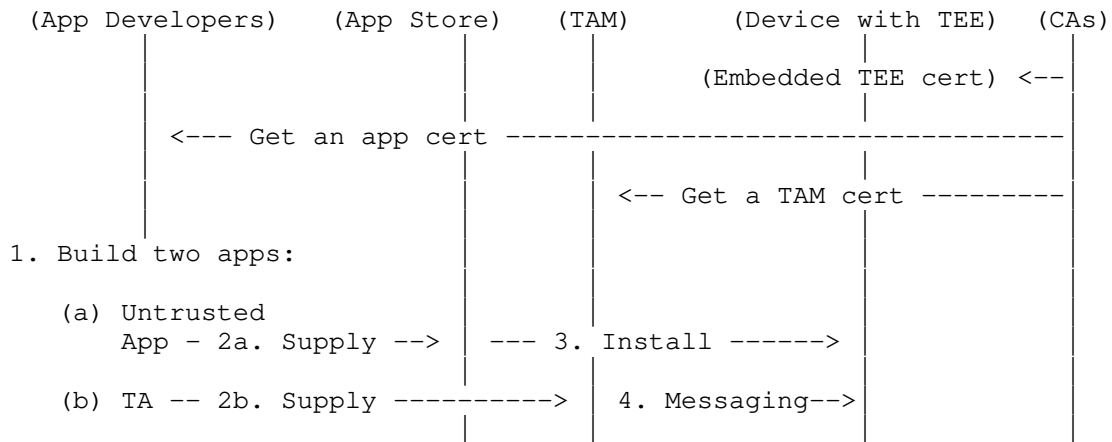 (App Developers) (App Store) (TAM) (Device with TEE) (CAs)
(Embedded TEE cert) <--
<--- Get an app cert -----------------------------------
<-- Get a TAM cert ---------
1. Build two apps:
(a) Untrusted
App - 2a. Supply --> --- 3. Install ------>
(b) TA -- 2b. Supply ----------> 4. Messaging-->